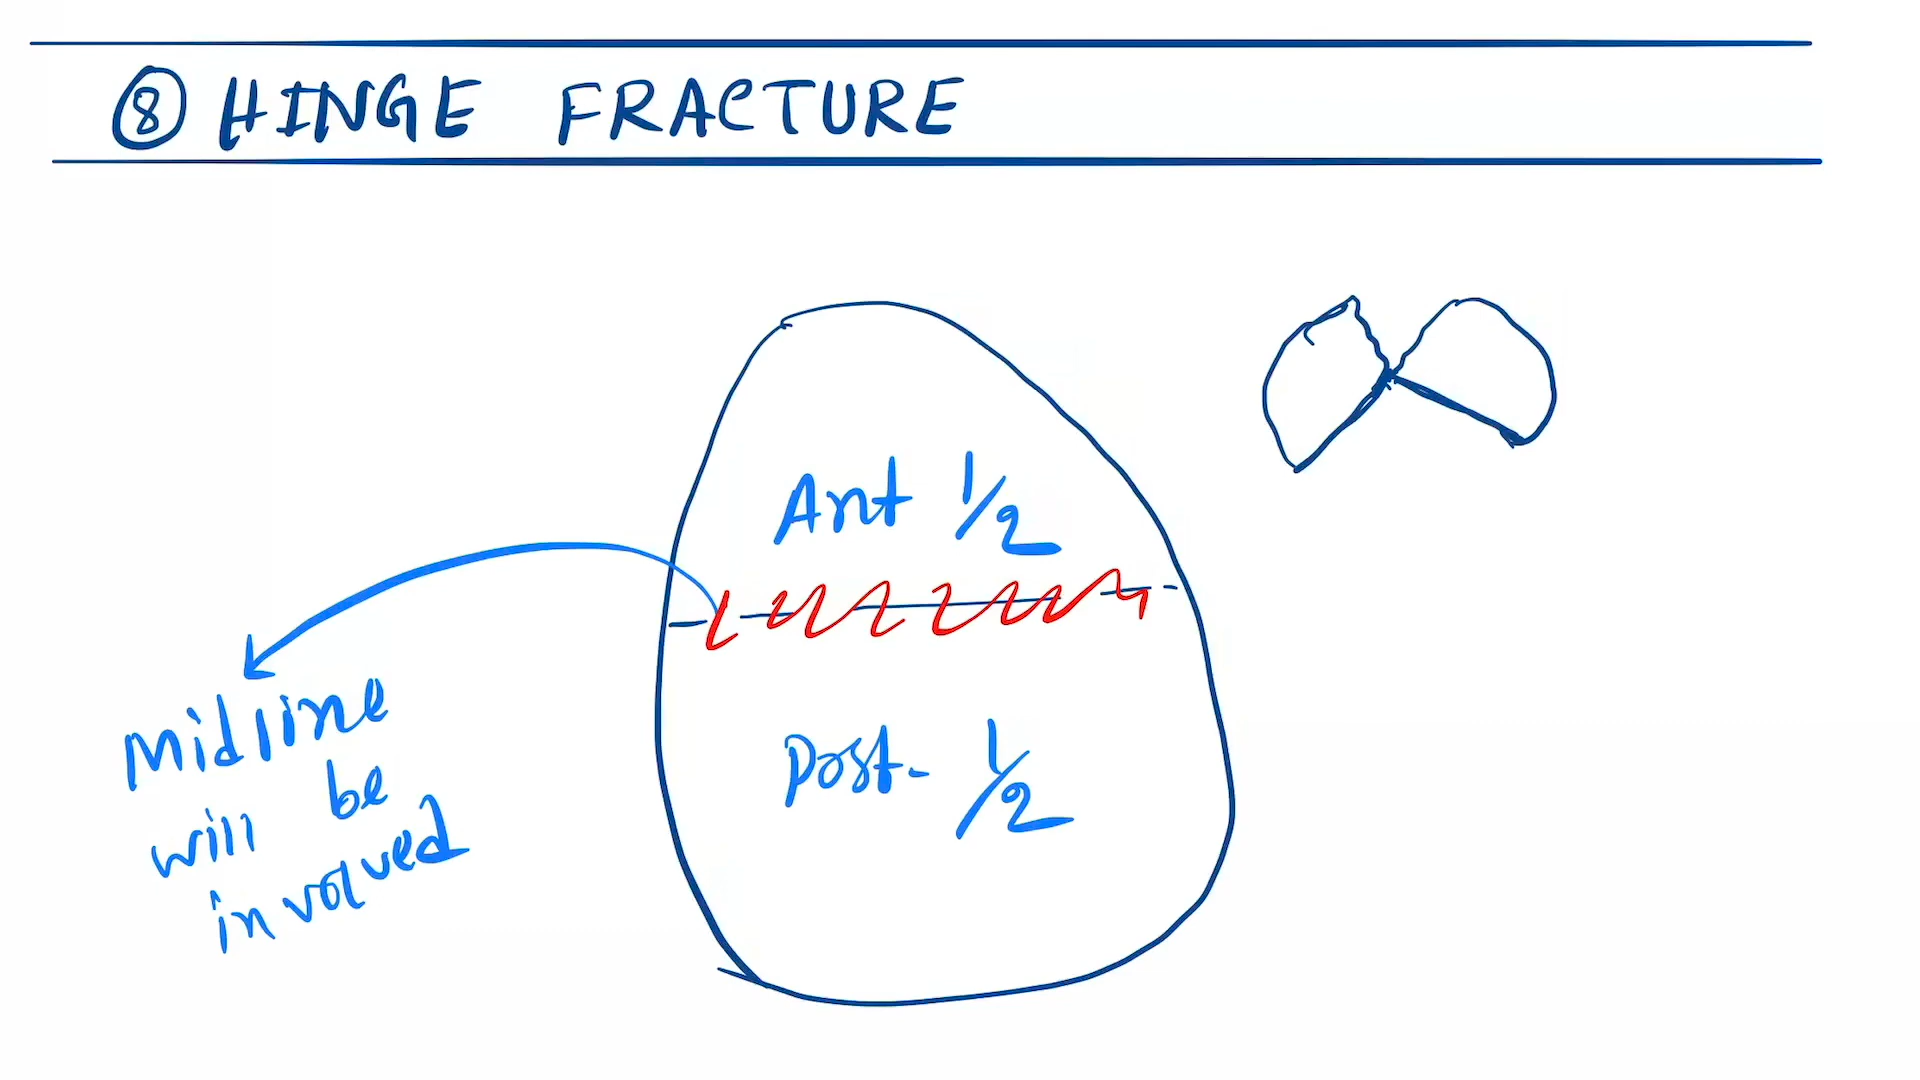 8 HINGE FRACTURE
Ant 1/2
Post. 1/2
Midline
will be
involved